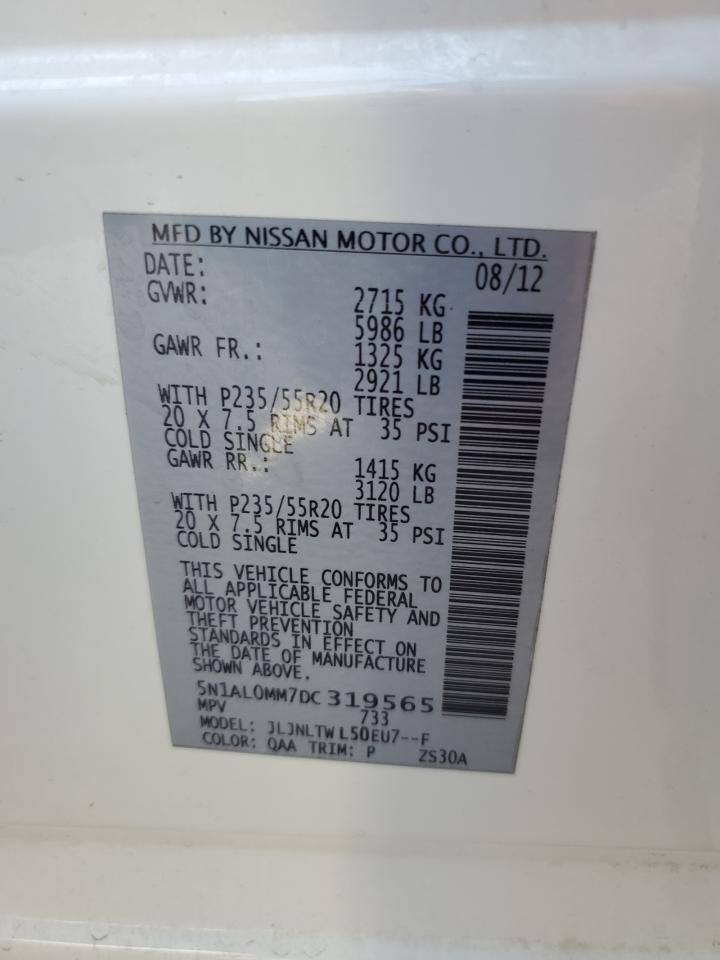 MFD BY NISSAN MOTOR CO., LTD.
DATE: 08/12
GVWR: 2715 KG
5986 LB
GAWR FR.: 1325 KG
2921 LB
WITH P235/55R20 TIRES
20 X 7.5 RIMS AT 35 PSI
COLD SINGLE
GAWR RR.: 1415 KG
3120 LB
WITH P235/55R20 TIRES
20 X 7.5 RIMS AT 35 PSI
COLD SINGLE
THIS VEHICLE CONFORMS TO
ALL APPLICABLE FEDERAL
MOTOR VEHICLE SAFETY AND
THEFT PREVENTION
STANDARDS IN EFFECT ON
THE DATE OF MANUFACTURE
SHOWN ABOVE.
5N1AL0MM7DC319565
MPV 733
MODEL: JLJNLTWL50EU7--F
COLOR: QAA TRIM: P ZS30A